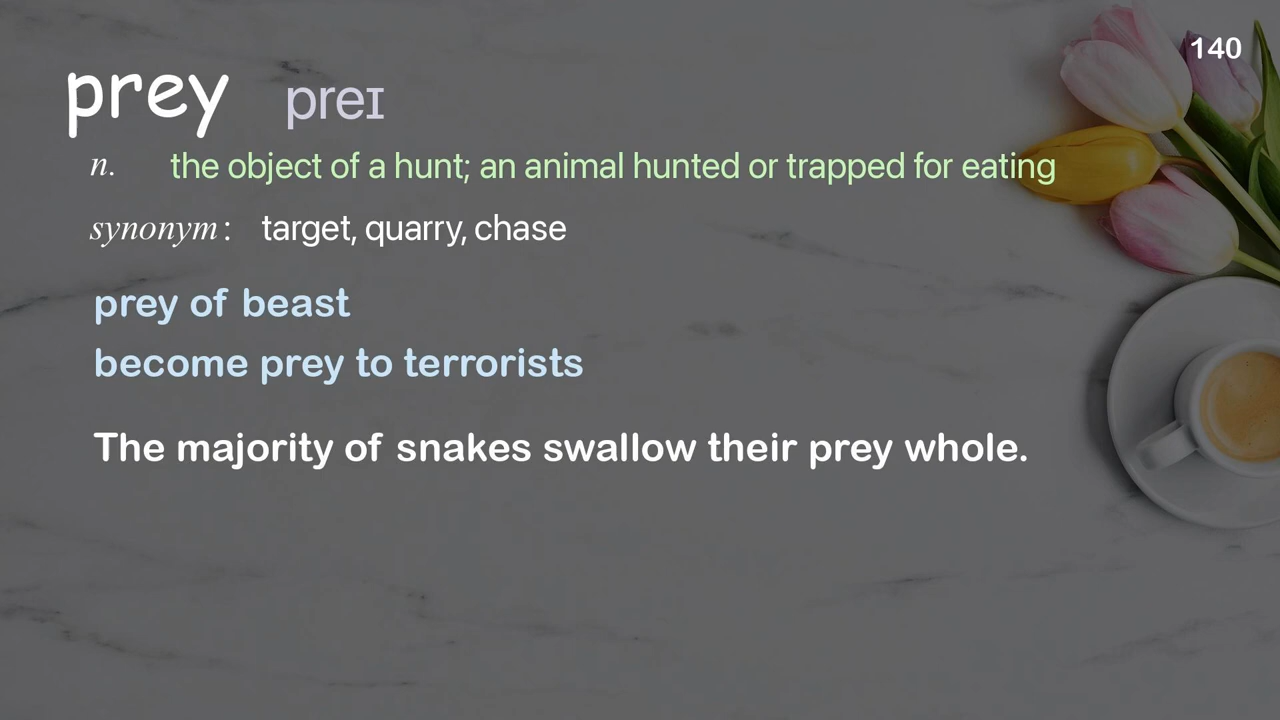 140
prey preɪ
n. the object of a hunt; an animal hunted or trapped for eating
synonym: target, quarry, chase
prey of beast
become prey to terrorists
The majority of snakes swallow their prey whole.